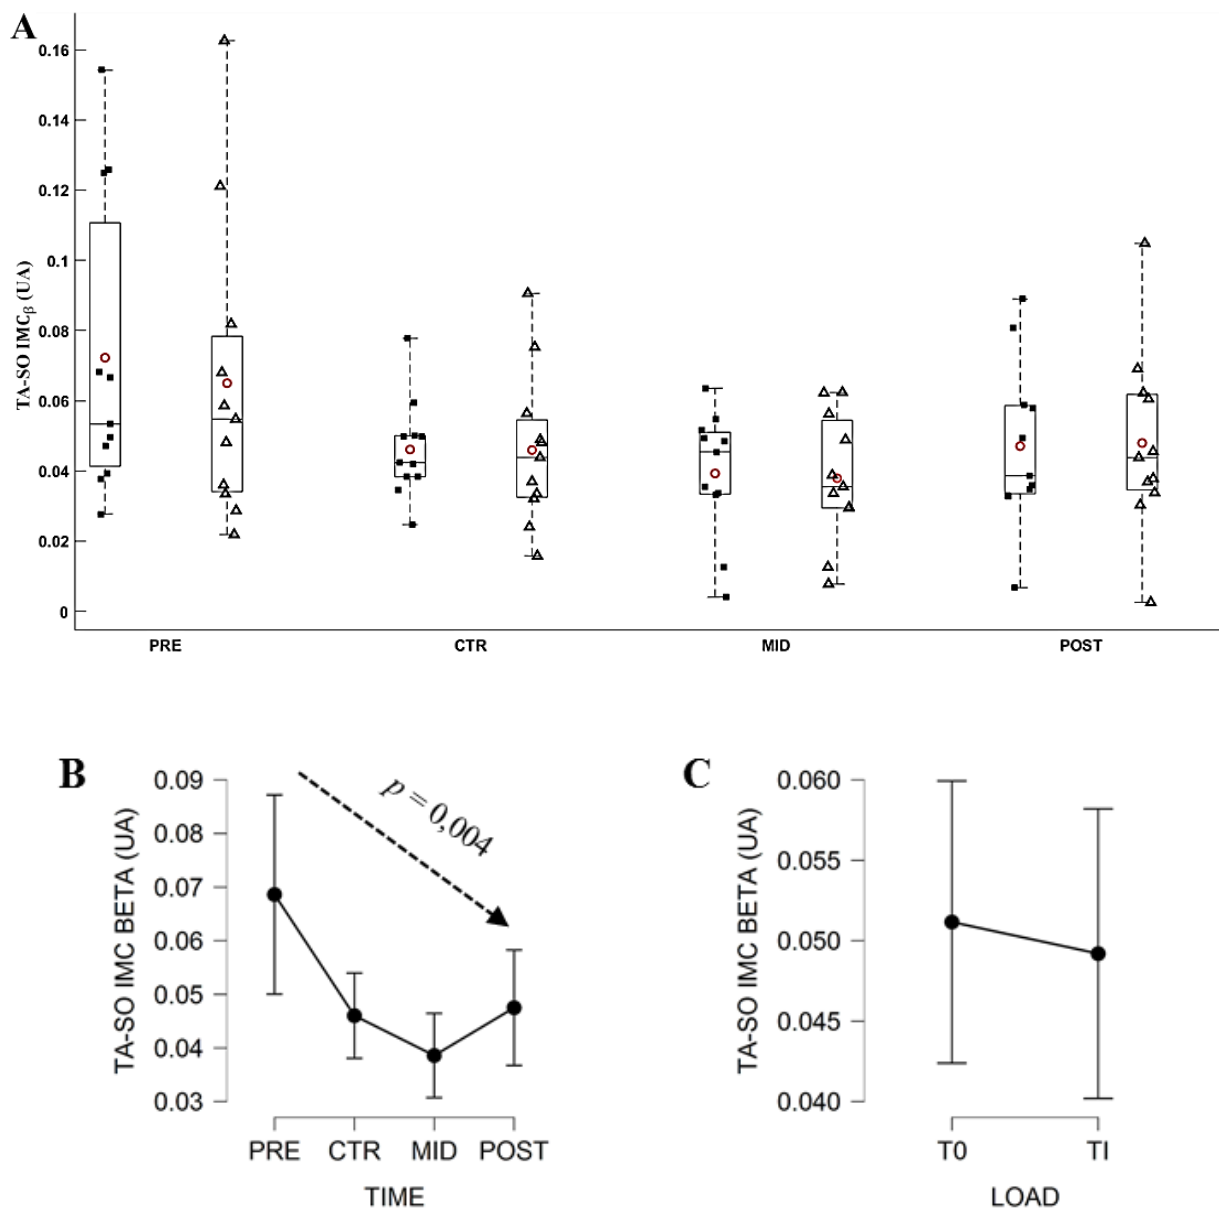 A
TA-SO IMCβ (UA)
0.16
0.14
0.12
0.1
0.08
0.06
0.04
0.02
0
PRE CTR MID POST
B
TA-SO IMC BETA (UA)
0.09
0.08
0.07
0.06
0.05
0.04
0.03
p = 0,004
PRE CTR MID POST
TIME
C
TA-SO IMC BETA (UA)
0.060
0.055
0.050
0.045
0.040
T0 TI
LOAD